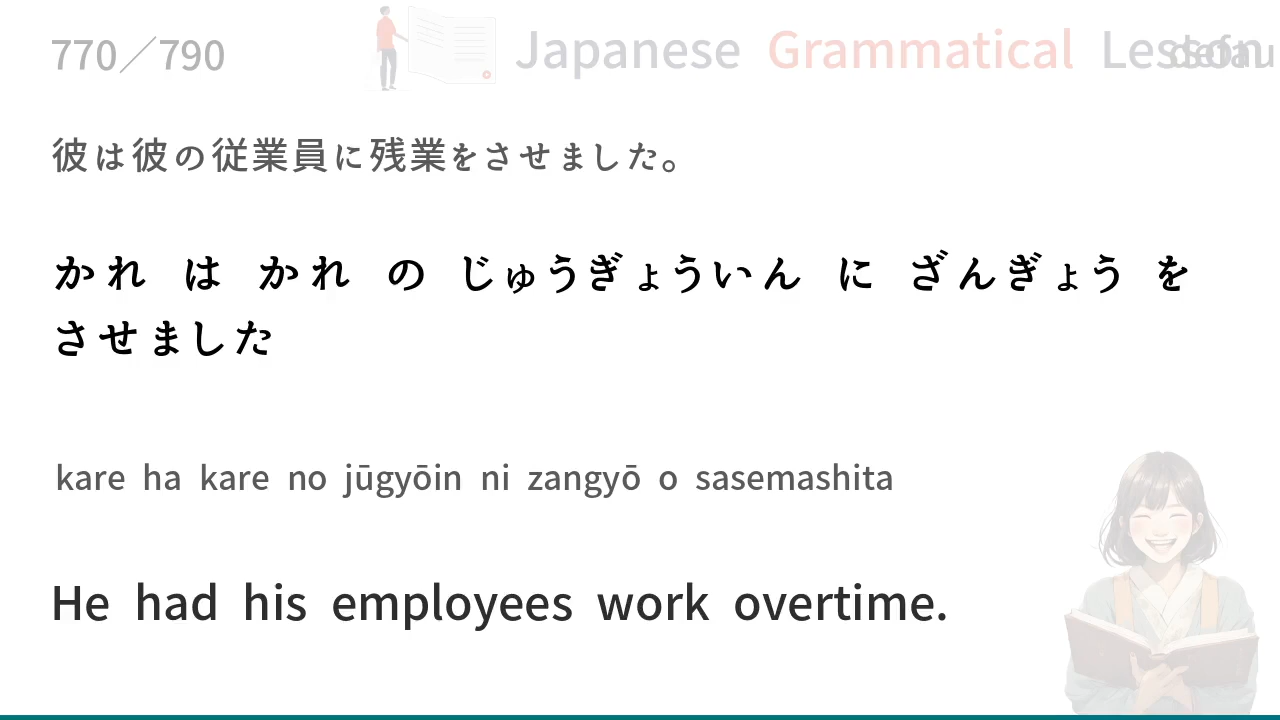 770／790
Japanese Grammatical Lesson
彼は彼の従業員に残業をさせました。
かれ は かれ の じゅうぎょういん に ざんぎょう を
させました
kare ha kare no jūgyōin ni zangyō o sasemashita
He had his employees work overtime.